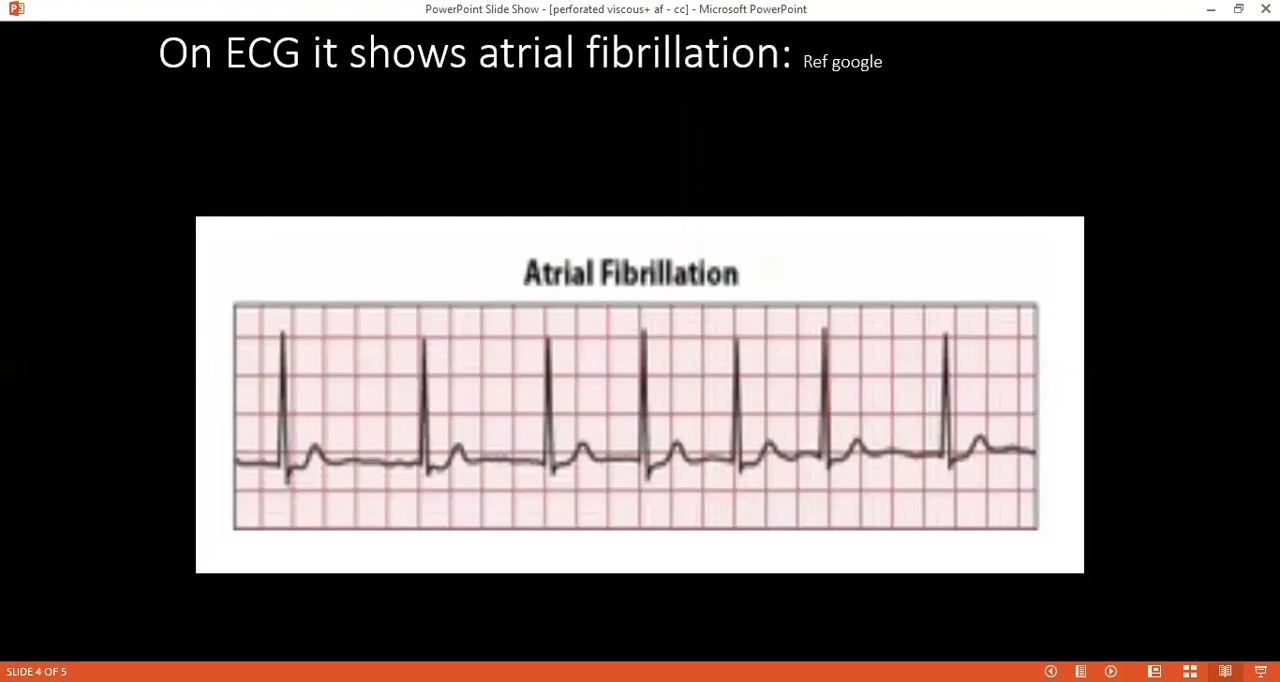 PowerPoint Slide Show - [perforated viscous+ af - cc] - Microsoft PowerPoint
On ECG it shows atrial fibrillation: Ref google
Atrial Fibrillation
SLIDE 4 OF 5